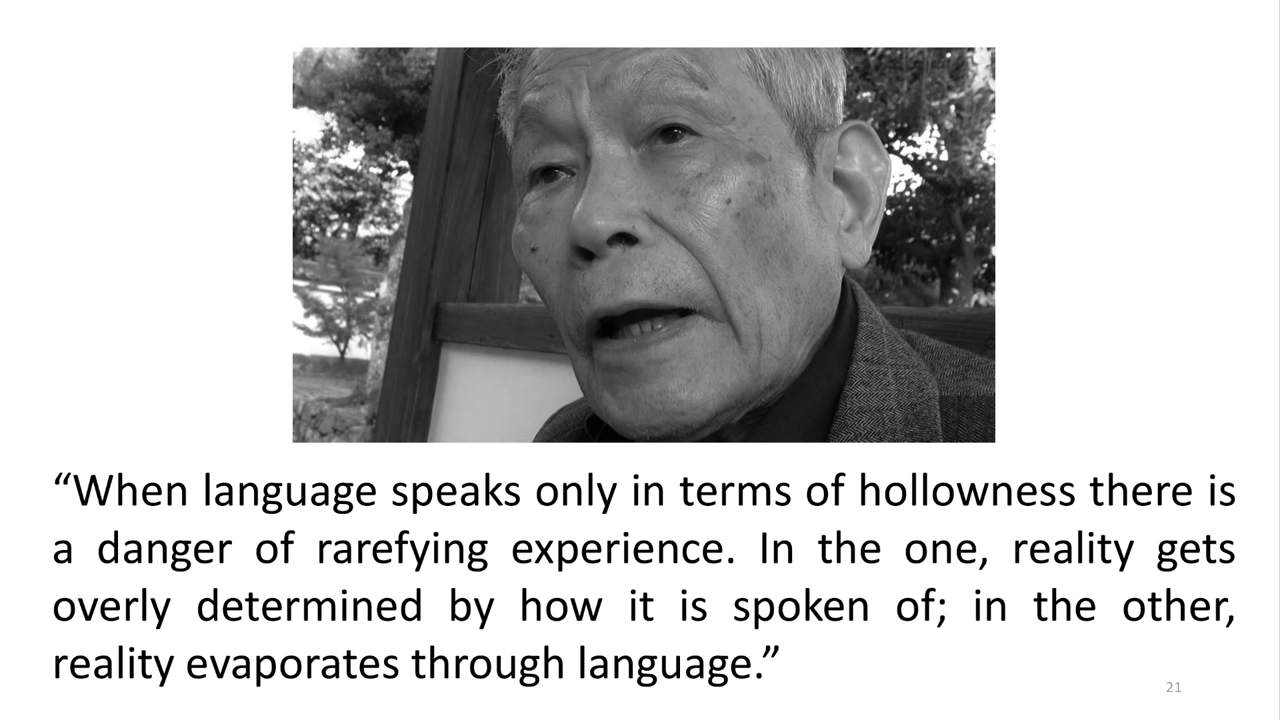 “When language speaks only in terms of hollowness there is
a danger of rarefying experience. In the one, reality gets
overly determined by how it is spoken of; in the other,
reality evaporates through language.”
21